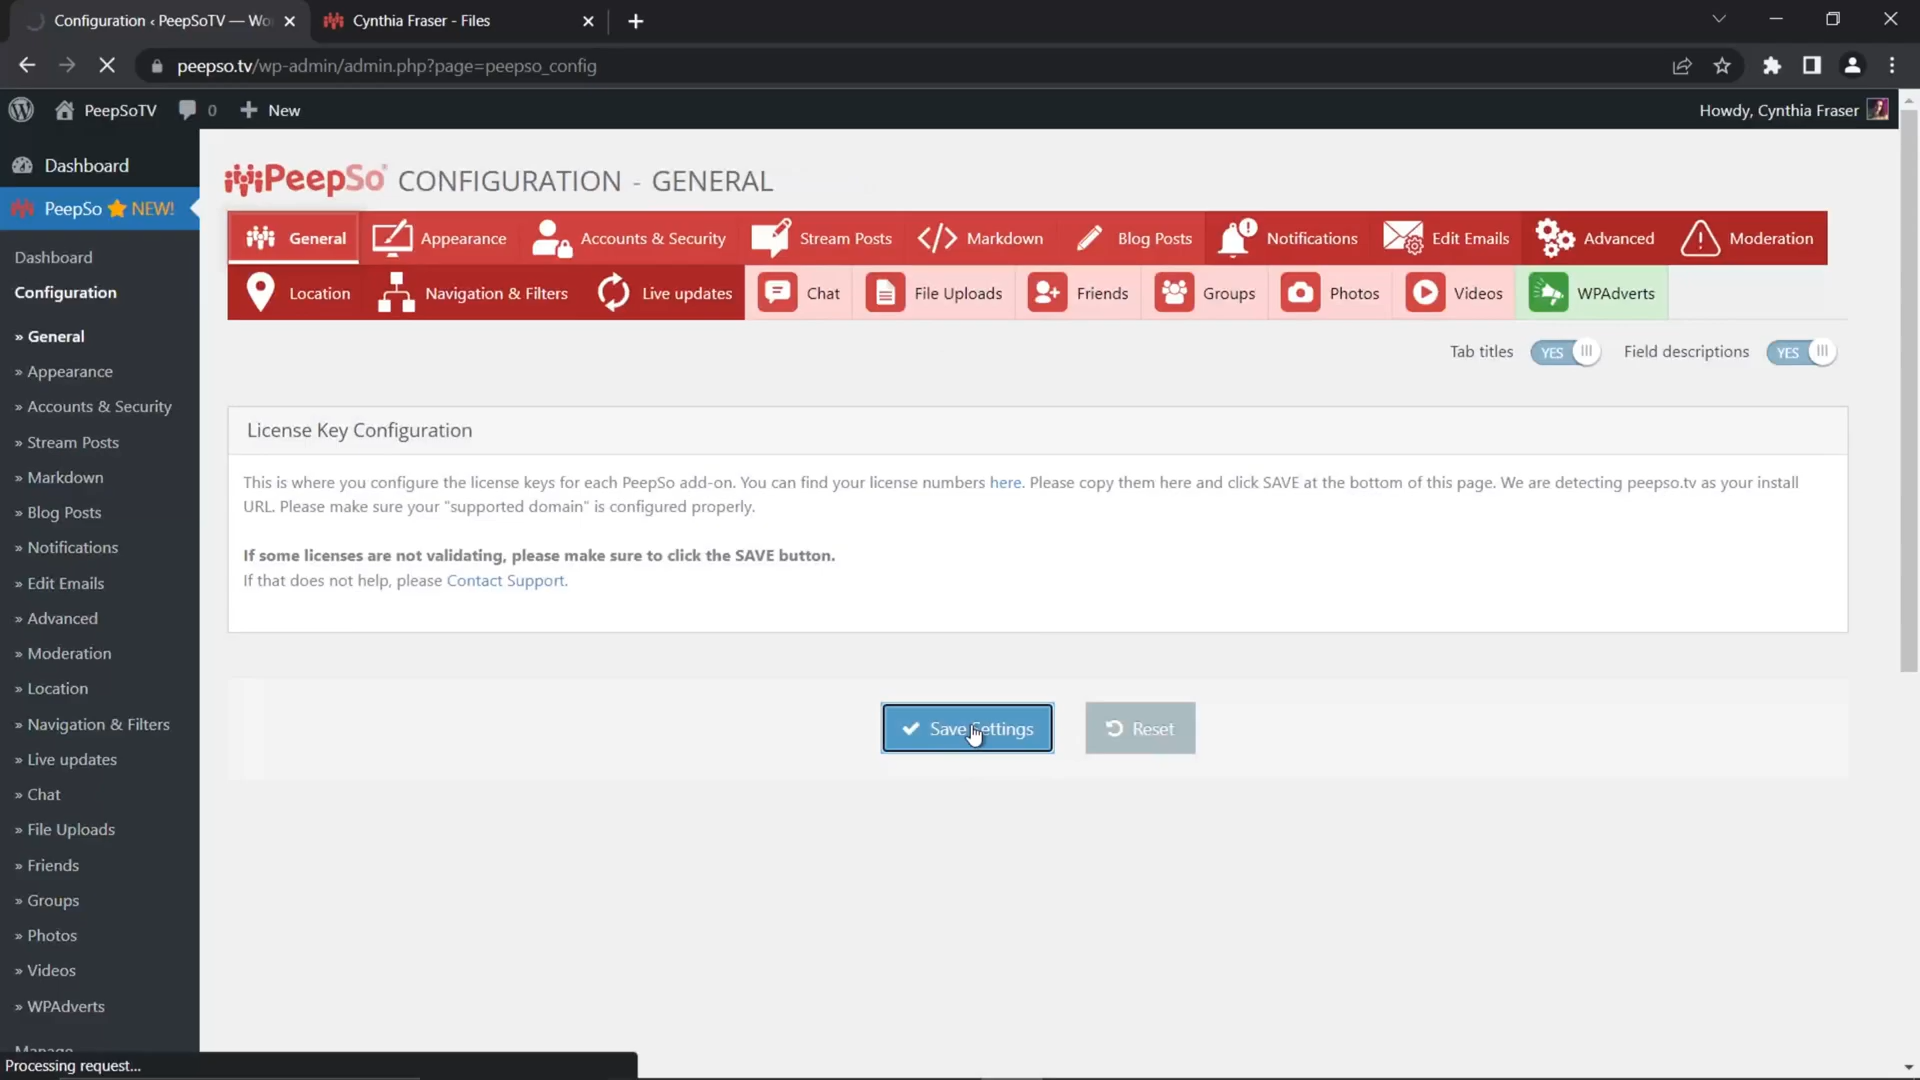 Configuration ‹ PeepSoTV — Wo
Cynthia Fraser - Files
peepso.tv/wp-admin/admin.php?page=peepso_config
PeepSoTV
0
New
Howdy, Cynthia Fraser
Dashboard
PeepSo NEW!
Dashboard
Configuration
» General
» Appearance
» Accounts & Security
» Stream Posts
» Markdown
» Blog Posts
» Notifications
» Edit Emails
» Advanced
» Moderation
» Location
» Navigation & Filters
» Live updates
» Chat
» File Uploads
» Friends
» Groups
» Photos
» Videos
» WPAdverts
Manage
PeepSo CONFIGURATION - GENERAL
General
Appearance
Accounts & Security
Stream Posts
Markdown
Blog Posts
Notifications
Edit Emails
Advanced
Moderation
Location
Navigation & Filters
Live updates
Chat
File Uploads
Friends
Groups
Photos
Videos
WPAdverts
Tab titles YES Field descriptions YES
License Key Configuration
This is where you configure the license keys for each PeepSo add-on. You can find your license numbers here. Please copy them here and click SAVE at the bottom of this page. We are detecting peepso.tv as your install
URL. Please make sure your "supported domain" is configured properly.
If some licenses are not validating, please make sure to click the SAVE button.
If that does not help, please Contact Support.
Save Settings
Reset
Processing request...